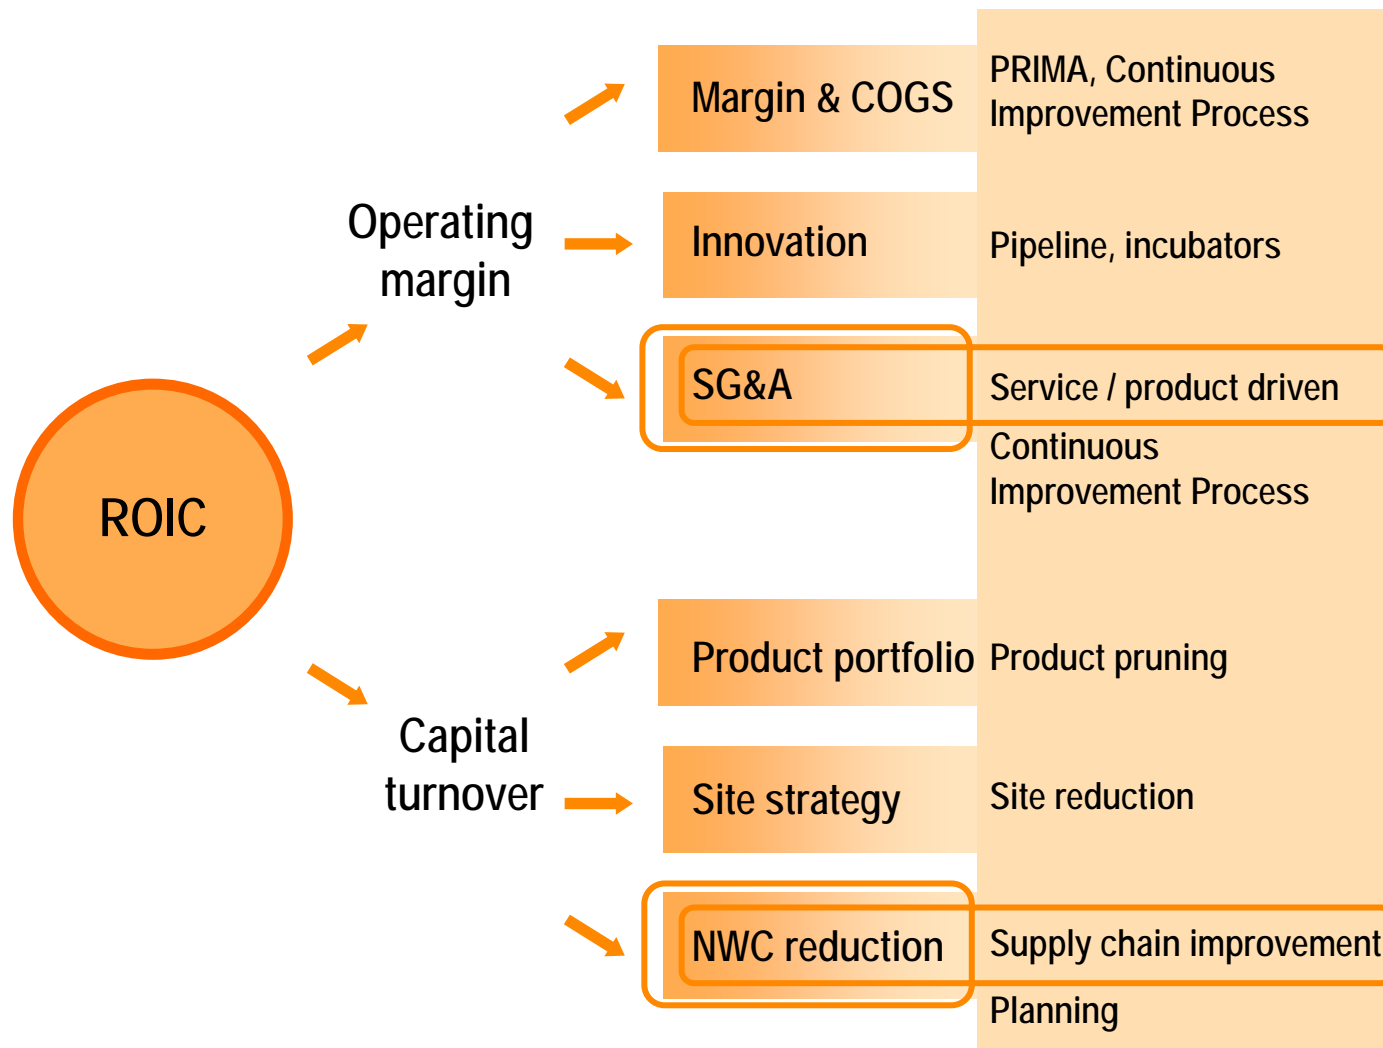 ROIC
Operating
margin
Capital
turnover
Margin & COGS
PRIMA, Continuous
Improvement Process
Innovation
Pipeline, incubators
SG&A
Service / product driven
Continuous
Improvement Process
Product portfolio
Product pruning
Site strategy
Site reduction
NWC reduction
Supply chain improvement
Planning